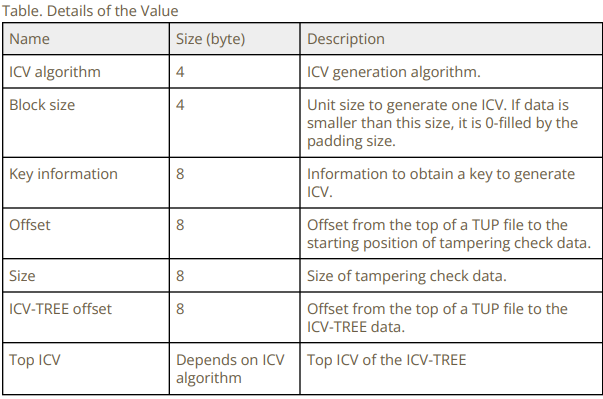 Table. Details of the Value
Name Size (byte) Description
ICV algorithm 4 ICV generation algorithm.
Block size 4 Unit size to generate one ICV. If data is
smaller than this size, it is 0-filled by the
padding size.
Key information 8 Information to obtain a key to generate
ICV.
Offset 8 Offset from the top of a TUP file to the
starting position of tampering check data.
Size 8 Size of tampering check data.
ICV-TREE offset 8 Offset from the top of a TUP file to the
ICV-TREE data.
Top ICV Depends on ICV Top ICV of the ICV-TREE
algorithm